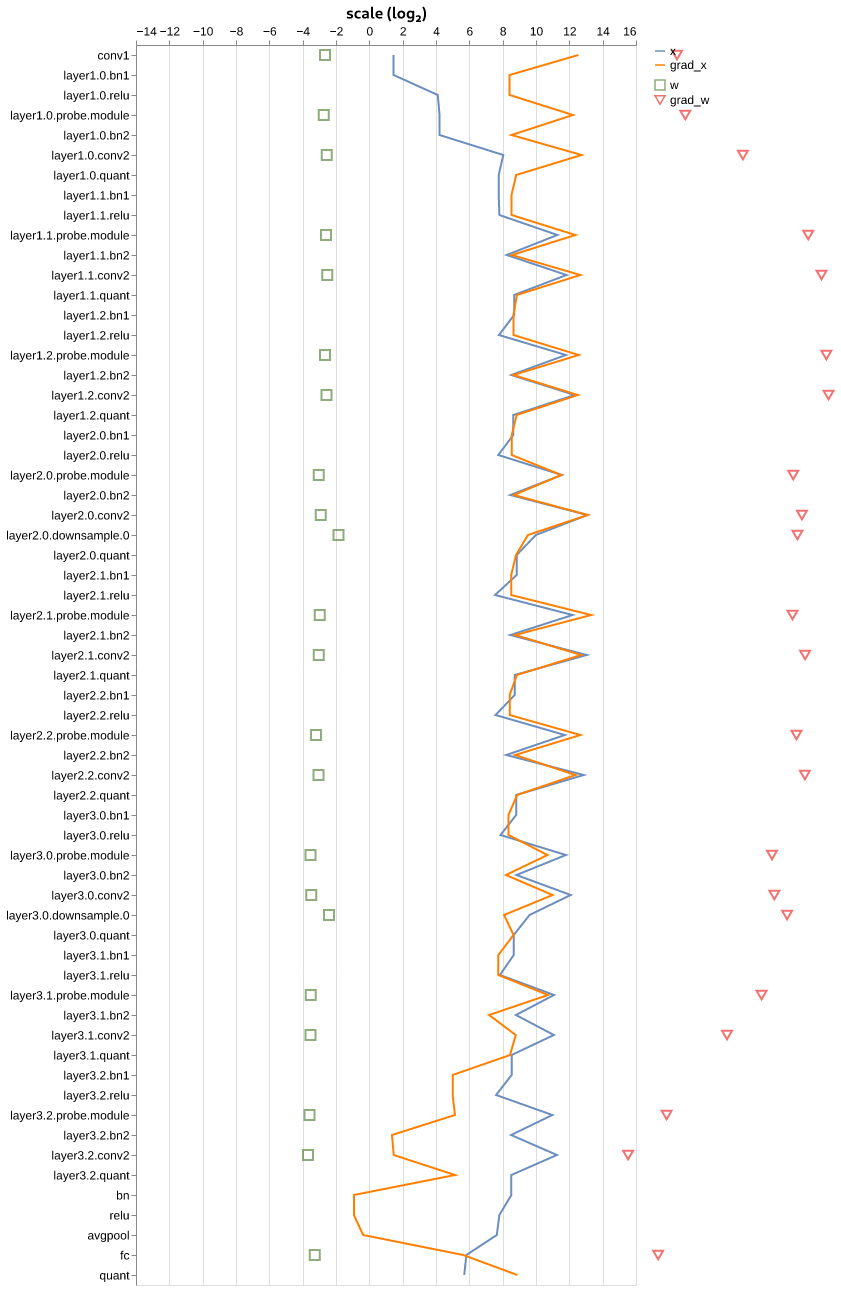 scale (log₂)
−14 −12 −10 −8 −6 −4 −2 0 2 4 6 8 10 12 14 16
conv1
layer1.0.bn1
layer1.0.relu
layer1.0.probe.module
layer1.0.bn2
layer1.0.conv2
layer1.0.quant
layer1.1.bn1
layer1.1.relu
layer1.1.probe.module
layer1.1.bn2
layer1.1.conv2
layer1.1.quant
layer1.2.bn1
layer1.2.relu
layer1.2.probe.module
layer1.2.bn2
layer1.2.conv2
layer1.2.quant
layer2.0.bn1
layer2.0.relu
layer2.0.probe.module
layer2.0.bn2
layer2.0.conv2
layer2.0.downsample.0
layer2.0.quant
layer2.1.bn1
layer2.1.relu
layer2.1.probe.module
layer2.1.bn2
layer2.1.conv2
layer2.1.quant
layer2.2.bn1
layer2.2.relu
layer2.2.probe.module
layer2.2.bn2
layer2.2.conv2
layer2.2.quant
layer3.0.bn1
layer3.0.relu
layer3.0.probe.module
layer3.0.bn2
layer3.0.conv2
layer3.0.downsample.0
layer3.0.quant
layer3.1.bn1
layer3.1.relu
layer3.1.probe.module
layer3.1.bn2
layer3.1.conv2
layer3.1.quant
layer3.2.bn1
layer3.2.relu
layer3.2.probe.module
layer3.2.bn2
layer3.2.conv2
layer3.2.quant
bn
relu
avgpool
fc
quant
x
grad_x
w
grad_w